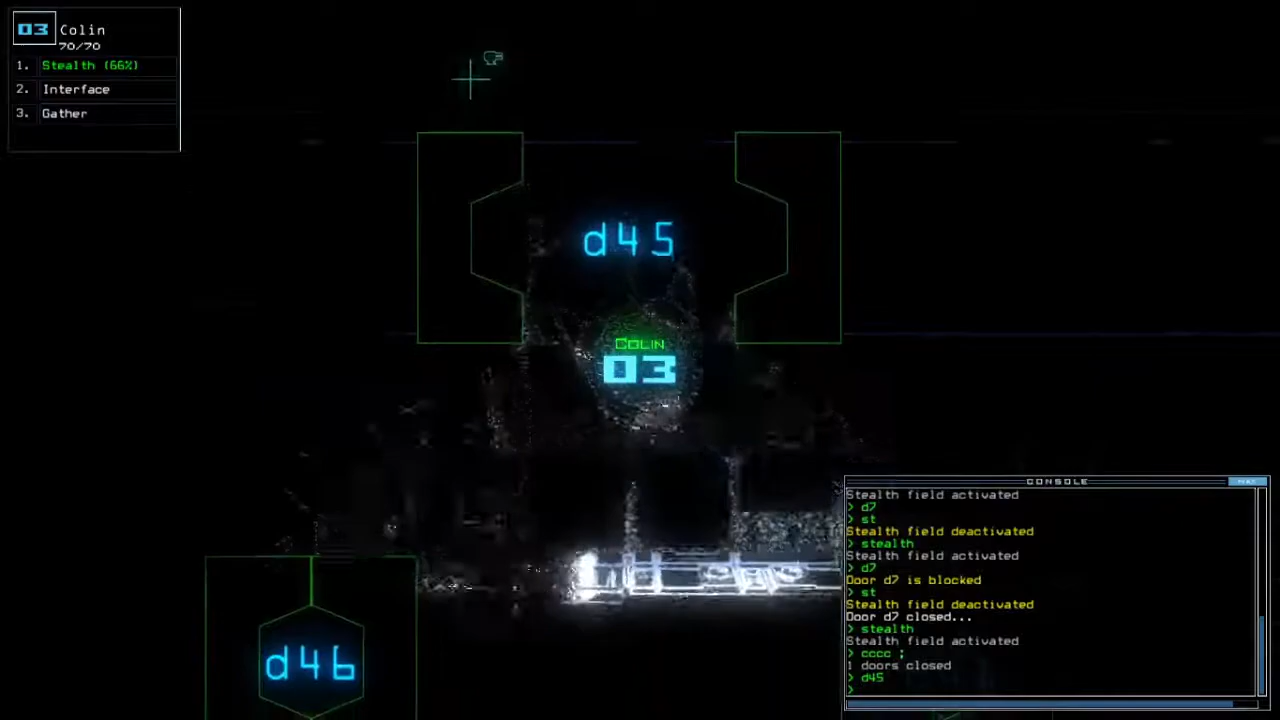 03 Colin
70/70
1. Stealth (66%)
2. Interface
3. Gather
d45
Colin
03
d46
CONSOLE
Stealth field activated
> d7
> st
Stealth field deactivated
> stealth
Stealth field activated
> d7
Door d7 is blocked
> st
Stealth field deactivated
Door d7 closed...
> stealth
Stealth field activated
> cccc ;
1 doors closed
> d45
>